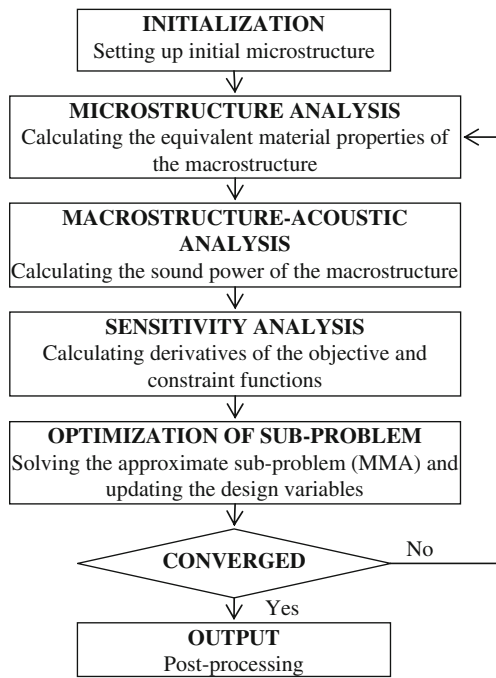 INITIALIZATION
Setting up initial microstructure
MICROSTRUCTURE ANALYSIS
Calculating the equivalent material properties of
the macrostructure
MACROSTRUCTURE-ACOUSTIC
ANALYSIS
Calculating the sound power of the macrostructure
SENSITIVITY ANALYSIS
Calculating derivatives of the objective and
constraint functions
OPTIMIZATION OF SUB-PROBLEM
Solving the approximate sub-problem (MMA) and
updating the design variables
CONVERGED
No
Yes
OUTPUT
Post-processing